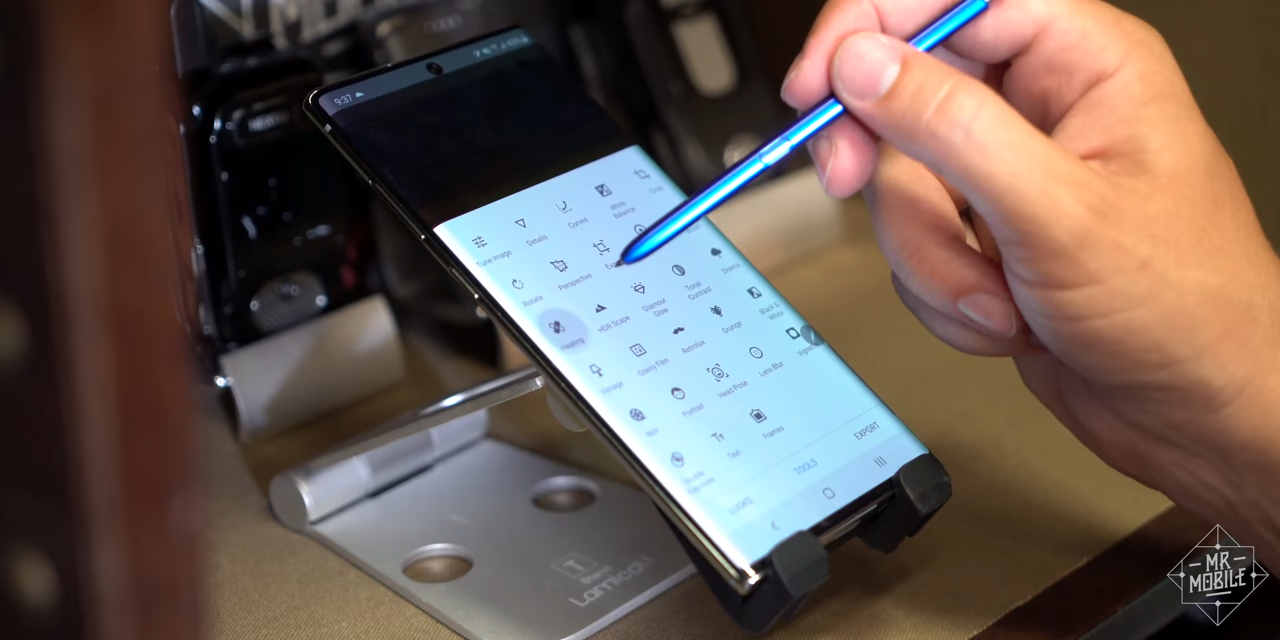 9:37
Tune Image
Details
Curves
White
Balance
Crop
Rotate
Perspective
Healing
HDR Scape
Glamour
Glow
Tonal
Contrast
Drama
Vintage
Grainy Film
Retrolux
Grunge
Black &
White
Portrait
Head Pose
Lens Blur
Text
Frames
LOOKS
TOOLS
EXPORT
T
Lamicall
MR
MOBILE